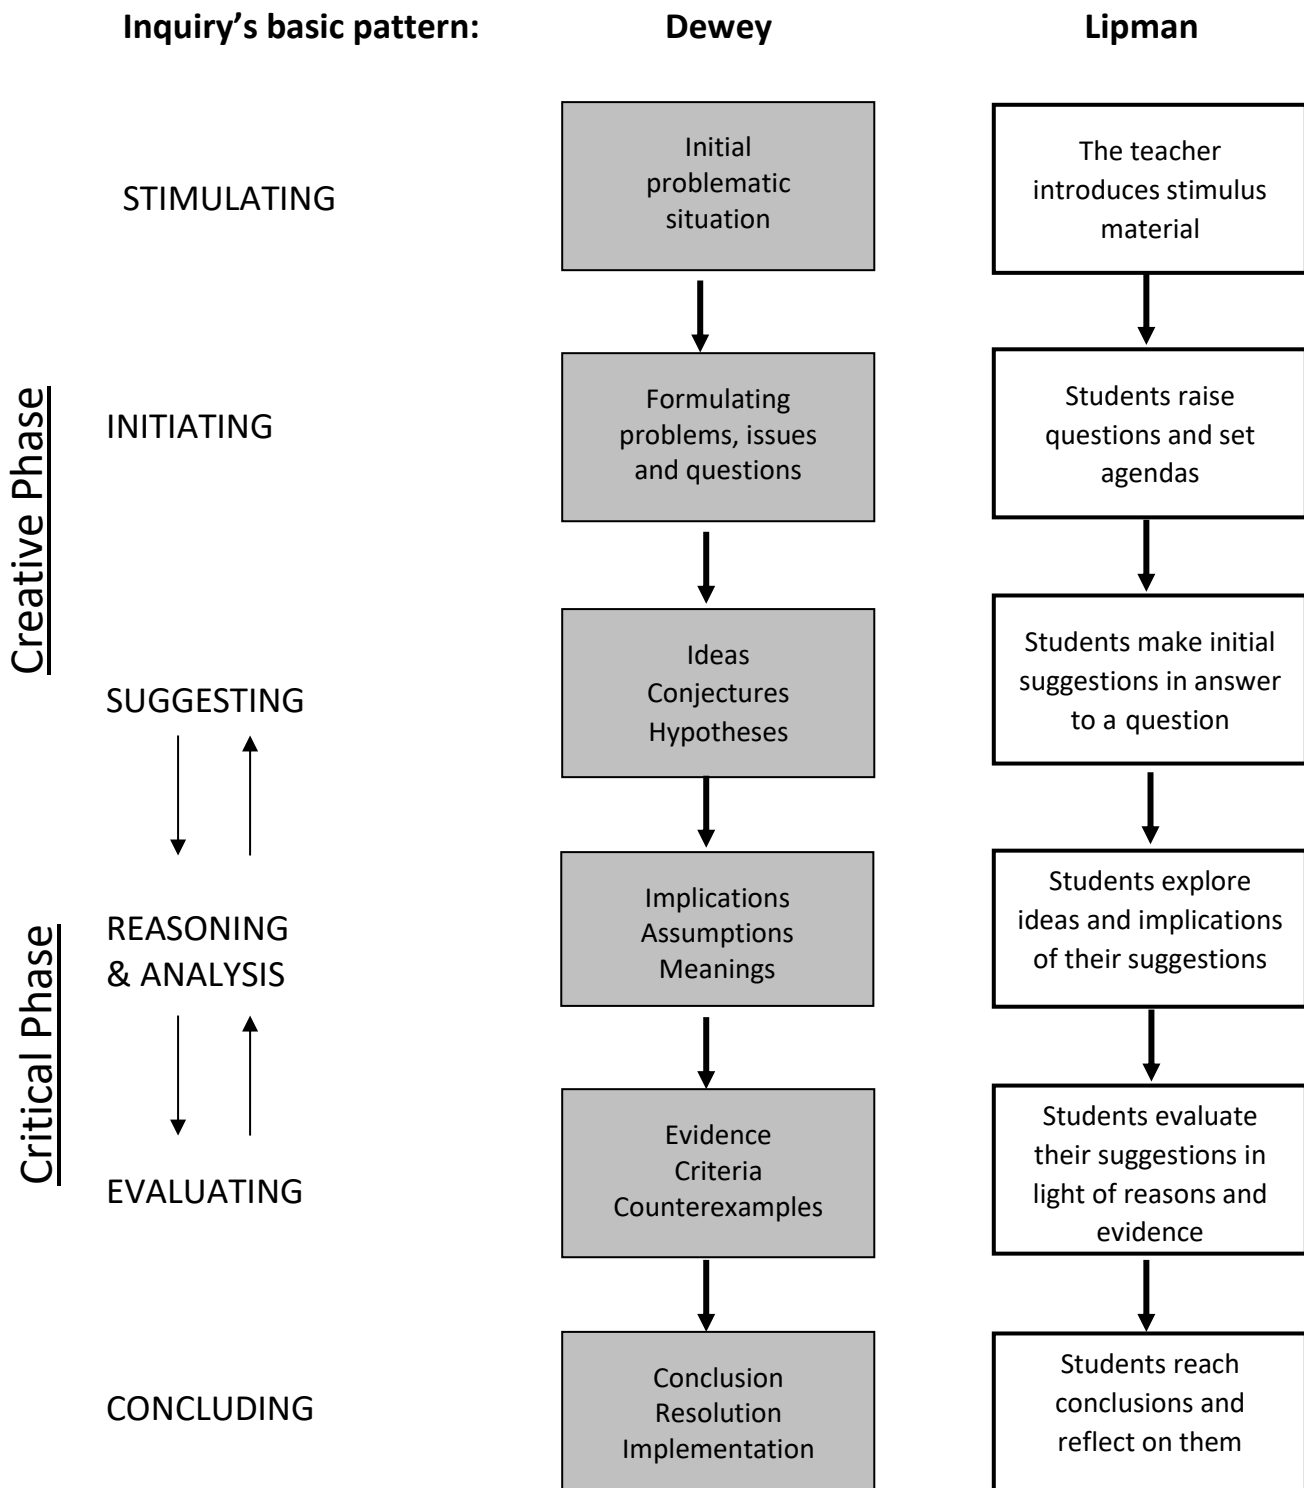 Inquiry’s basic pattern:
Dewey
Lipman
STIMULATING
Initial
problematic
situation
The teacher
introduces stimulus
material
Creative Phase
INITIATING
Formulating
problems, issues
and questions
Students raise
questions and set
agendas
SUGGESTING
Ideas
Conjectures
Hypotheses
Students make initial
suggestions in answer
to a question
Critical Phase
REASONING
& ANALYSIS
Implications
Assumptions
Meanings
Students explore
ideas and implications
of their suggestions
EVALUATING
Evidence
Criteria
Counterexamples
Students evaluate
their suggestions in
light of reasons and
evidence
CONCLUDING
Conclusion
Resolution
Implementation
Students reach
conclusions and
reflect on them